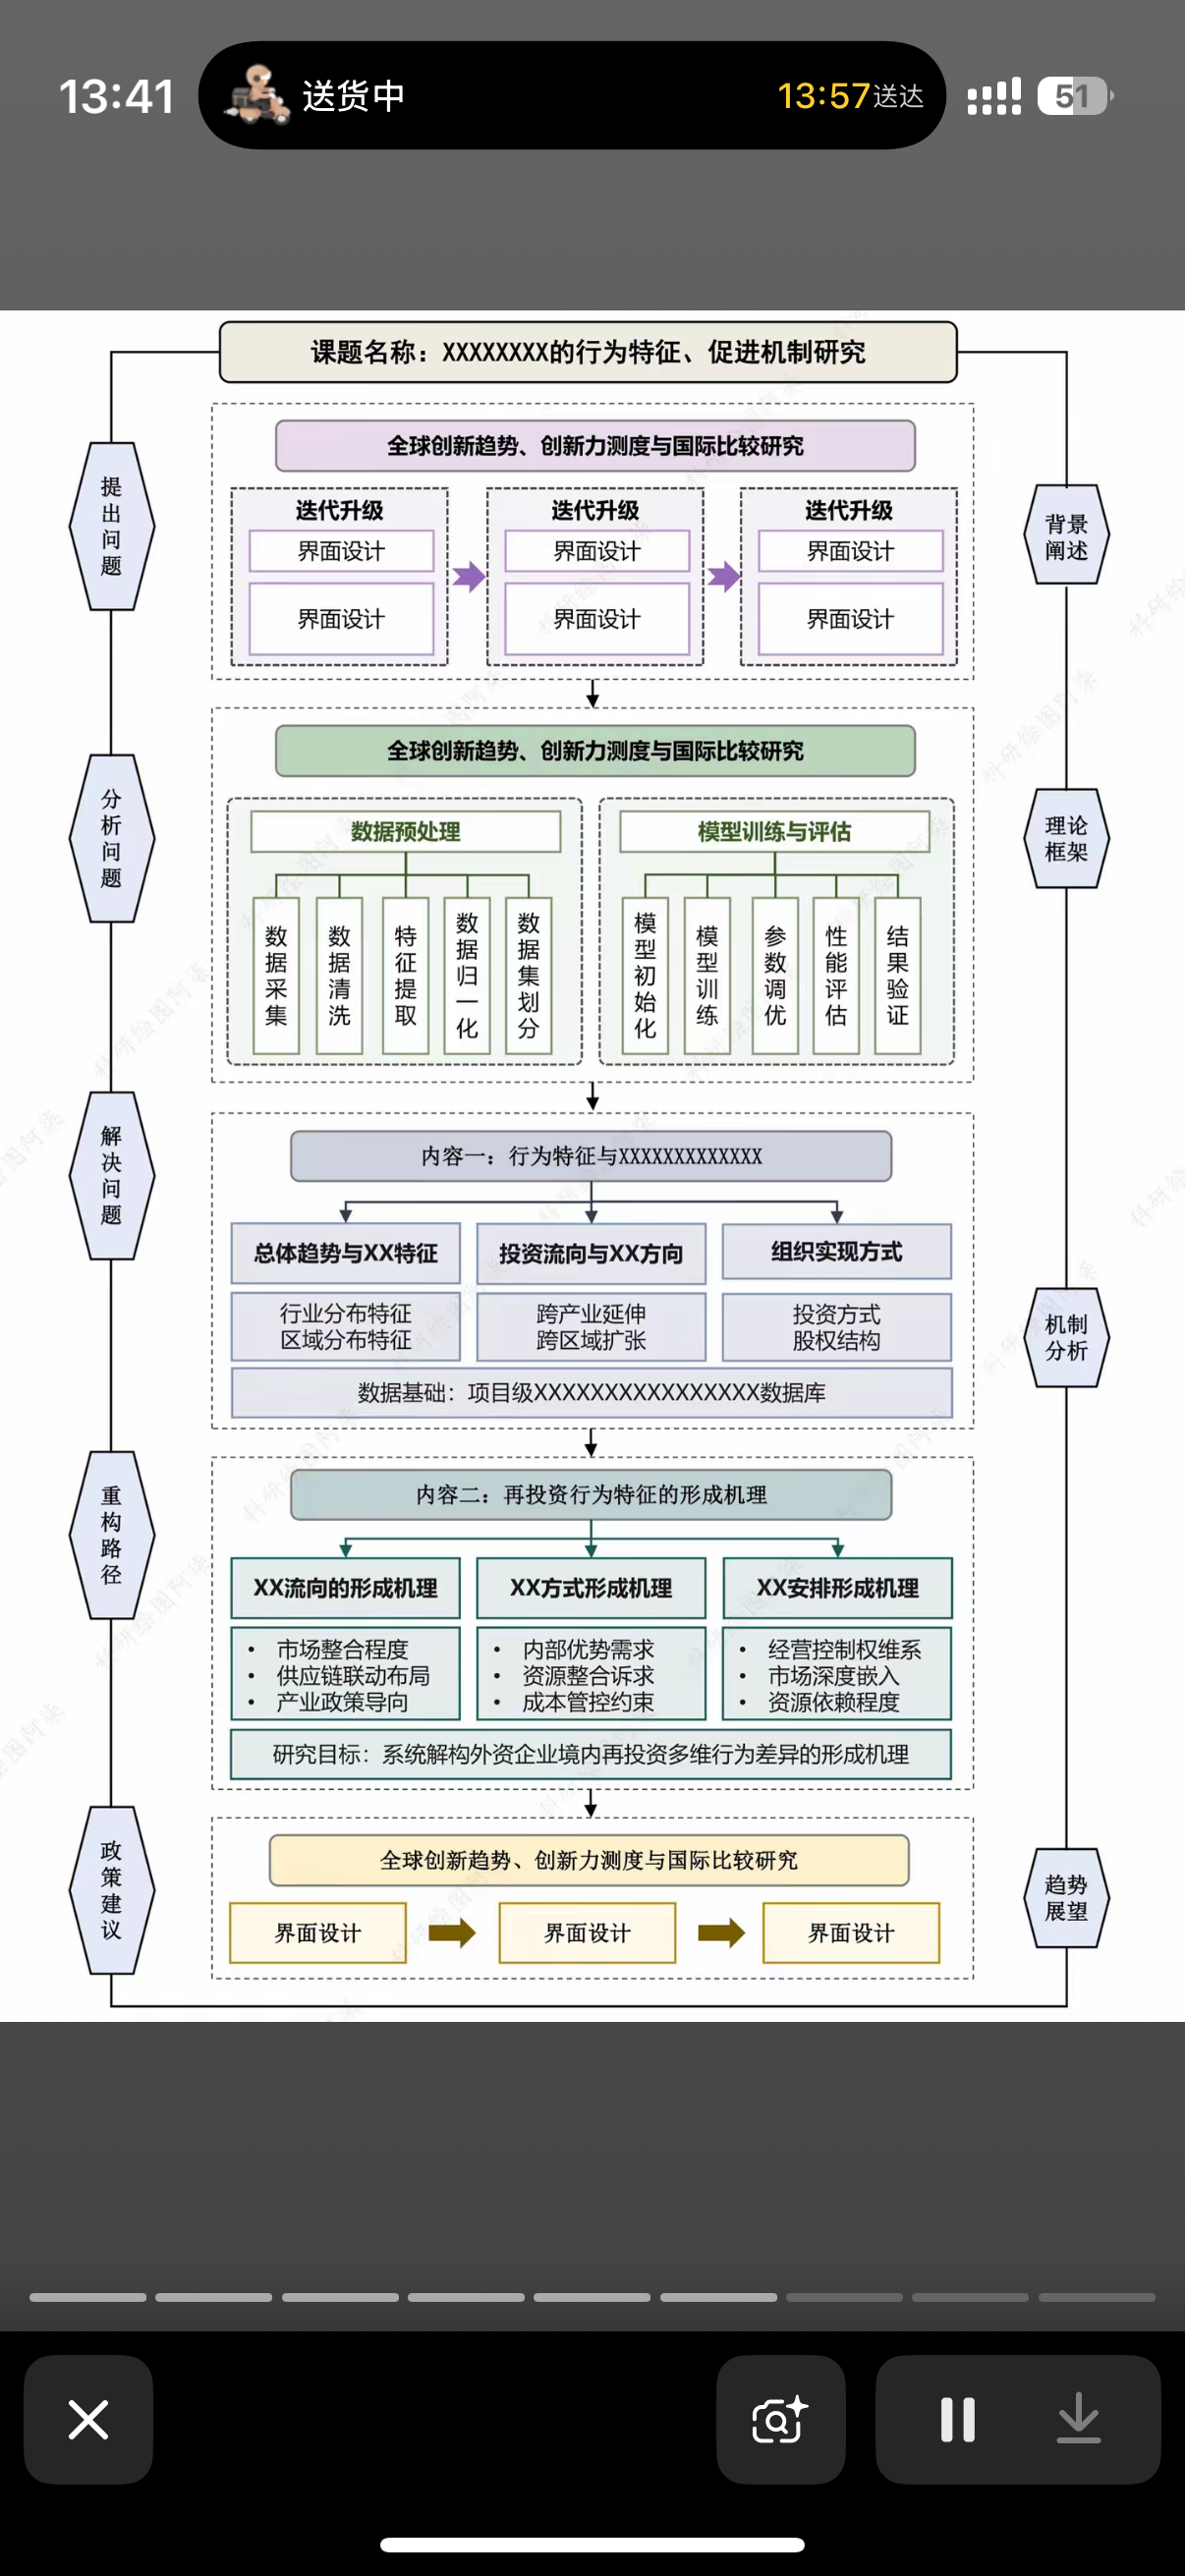 13:41
送货中
13:57送达
51
课题名称：XXXXXXXX的行为特征、促进机制研究
提出问题
背景
阐述
全球创新趋势、创新力测度与国际比较研究
迭代升级
界面设计
界面设计
迭代升级
界面设计
界面设计
迭代升级
界面设计
界面设计
分析问题
理论
框架
全球创新趋势、创新力测度与国际比较研究
数据预处理
数据采集
数据清洗
特征提取
数据归一化
数据集划分
模型训练与评估
模型初始化
模型训练
参数调优
性能评估
结果验证
解决问题
机制
分析
内容一：行为特征与XXXXXXXXXXXXX
总体趋势与XX特征
投资流向与XX方向
组织实现方式
行业分布特征
区域分布特征
跨产业延伸
跨区域扩张
投资方式
股权结构
数据基础：项目级XXXXXXXXXXXXXXXX数据库
重构路径
内容二：再投资行为特征的形成机理
XX流向的形成机理
XX方式形成机理
XX安排形成机理
• 市场整合程度
• 供应链联动布局
• 产业政策导向
• 内部优势需求
• 资源整合诉求
• 成本管控约束
• 经营控制权维系
• 市场深度嵌入
• 资源依赖程度
研究目标：系统解构外资企业境内再投资多维行为差异的形成机理
政策建议
趋势
展望
全球创新趋势、创新力测度与国际比较研究
界面设计
界面设计
界面设计
科研绘图阿柒